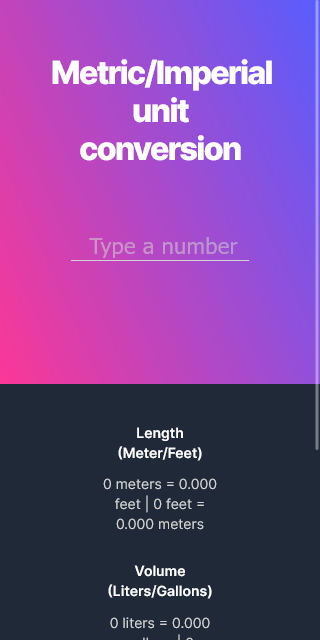 Metric/Imperial
unit
conversion
Type a number
Length
(Meter/Feet)
0 meters = 0.000
feet | 0 feet =
0.000 meters
Volume
(Liters/Gallons)
0 liters = 0.000